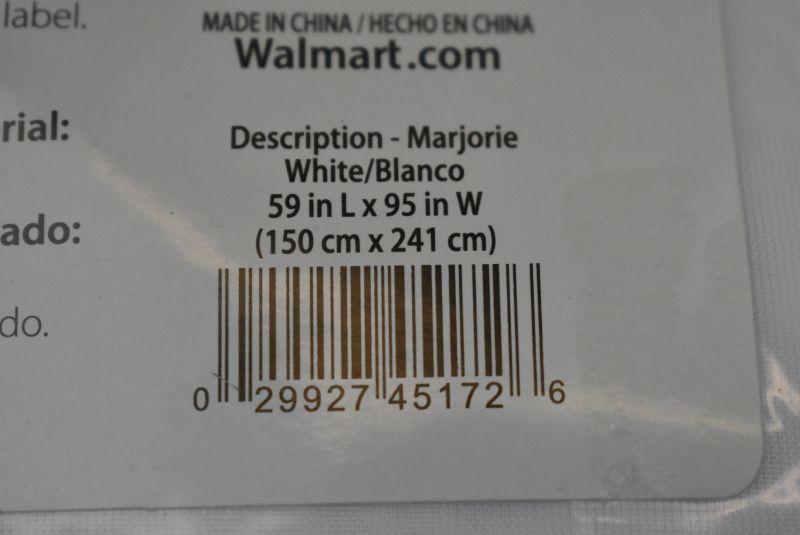 label.
MADE IN CHINA / HECHO EN CHINA
Walmart.com
rial:
Description - Marjorie
White/Blanco
59 in L x 95 in W
ado:
(150 cm x 241 cm)
do.
0 29927 45172 6